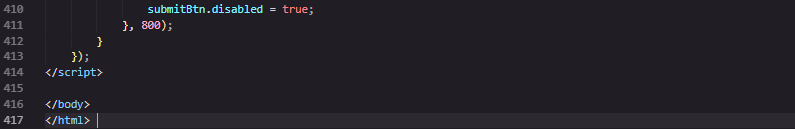 410 submitBtn.disabled = true;
411 }, 800);
412 }
413 });
414 </script>
415
416 </body>
417 </html>